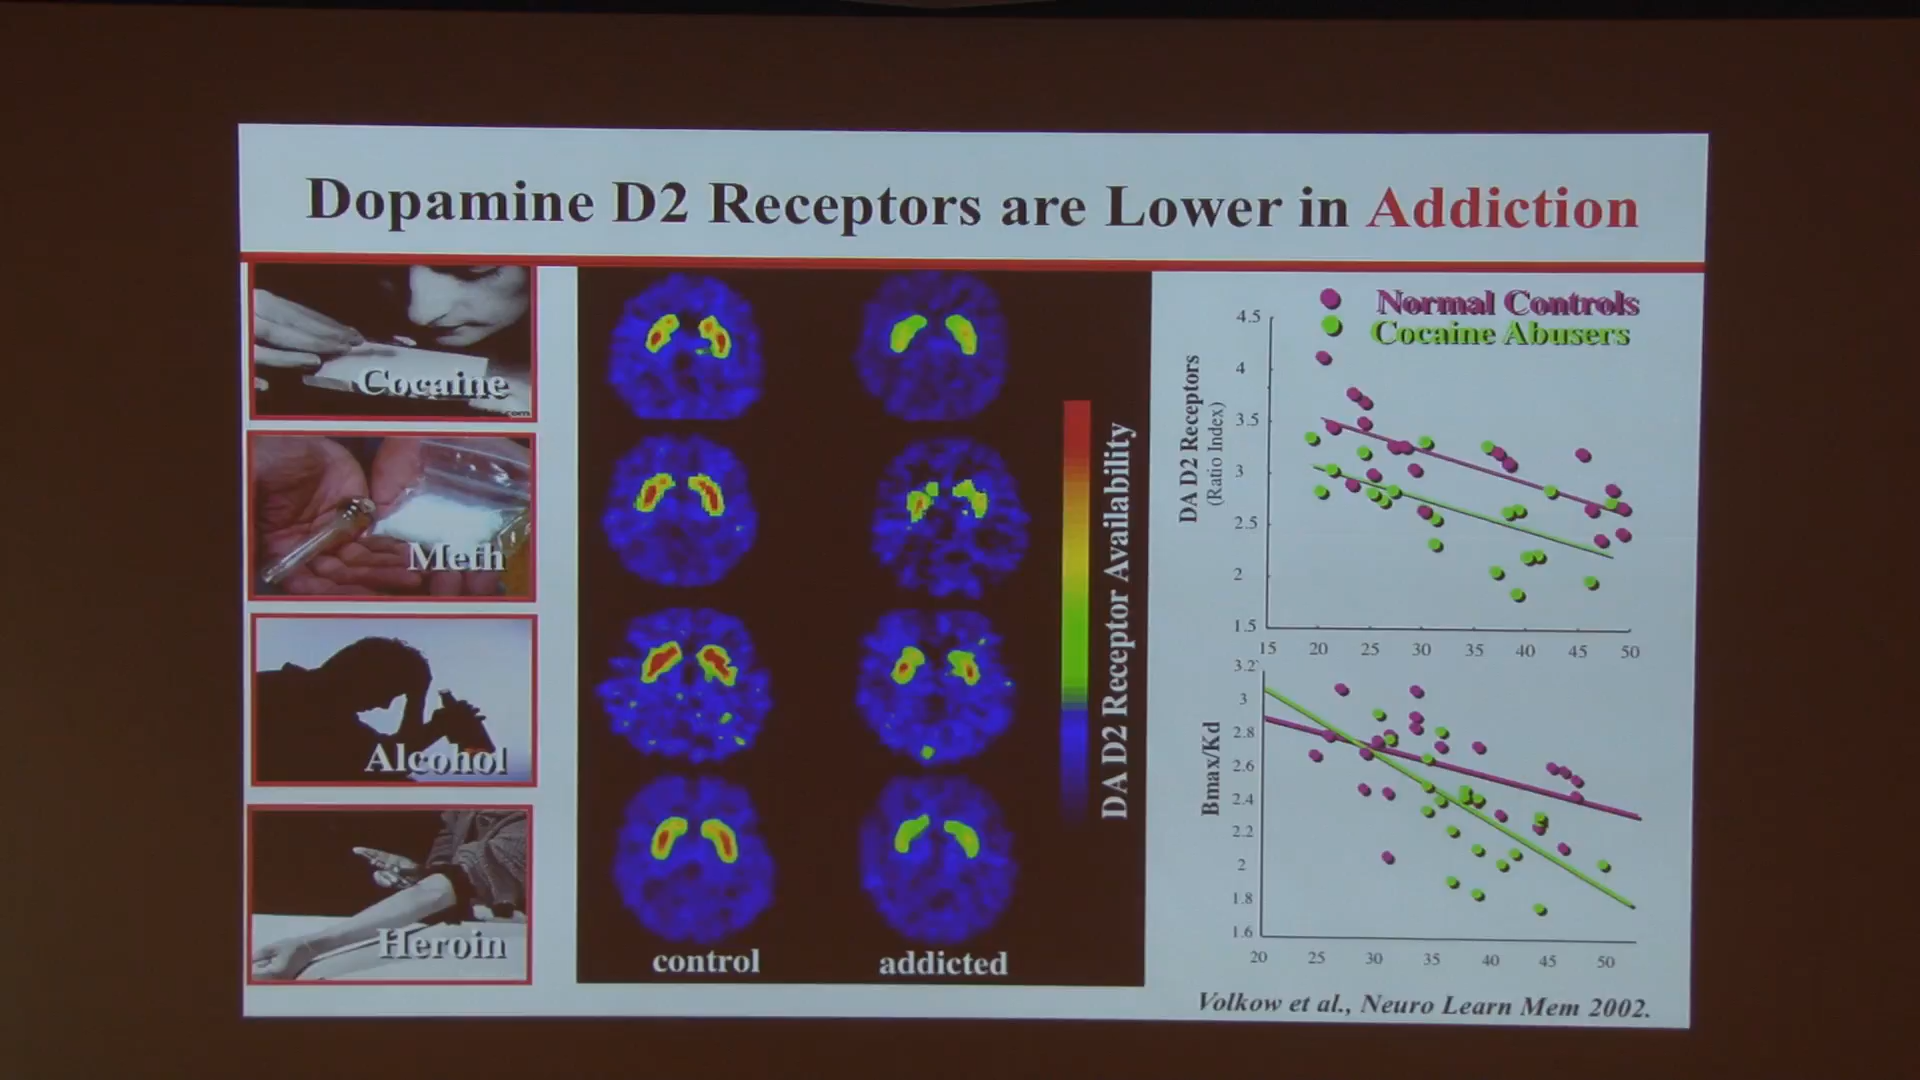 Dopamine D2 Receptors are Lower in Addiction
Cocaine
Meth
Alcohol
Heroin
control
addicted
DA D2 Receptor Availability
Normal Controls
Cocaine Abusers
DA D2 Receptors
(Ratio Index)
4.5
4
3.5
3
2.5
2
1.5
15 20 25 30 35 40 45 50
Bmax/Kd
3.2
3
2.8
2.6
2.4
2.2
2
1.8
1.6
20 25 30 35 40 45 50
Volkow et al., Neuro Learn Mem 2002.